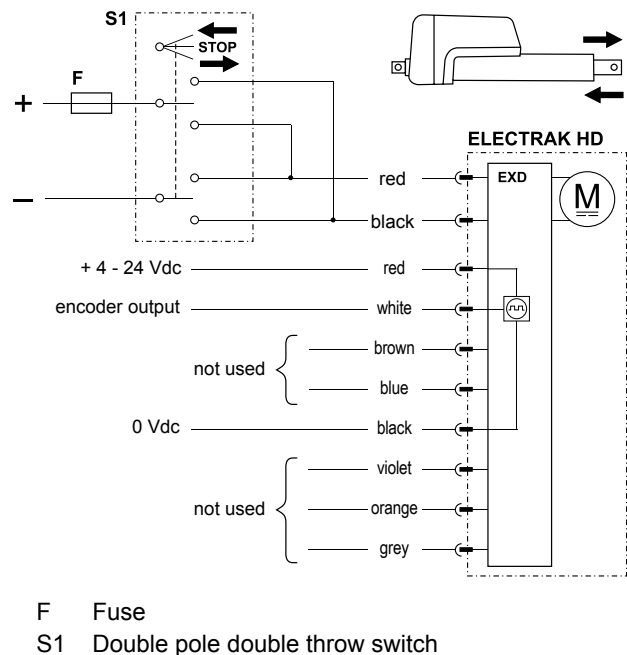 S1
STOP
F
+
–
ELECTRAK HD
EXD
M
red
black
+ 4 - 24 Vdc red
encoder output white
brown
not used
blue
0 Vdc black
violet
not used orange
grey
F Fuse
S1 Double pole double throw switch